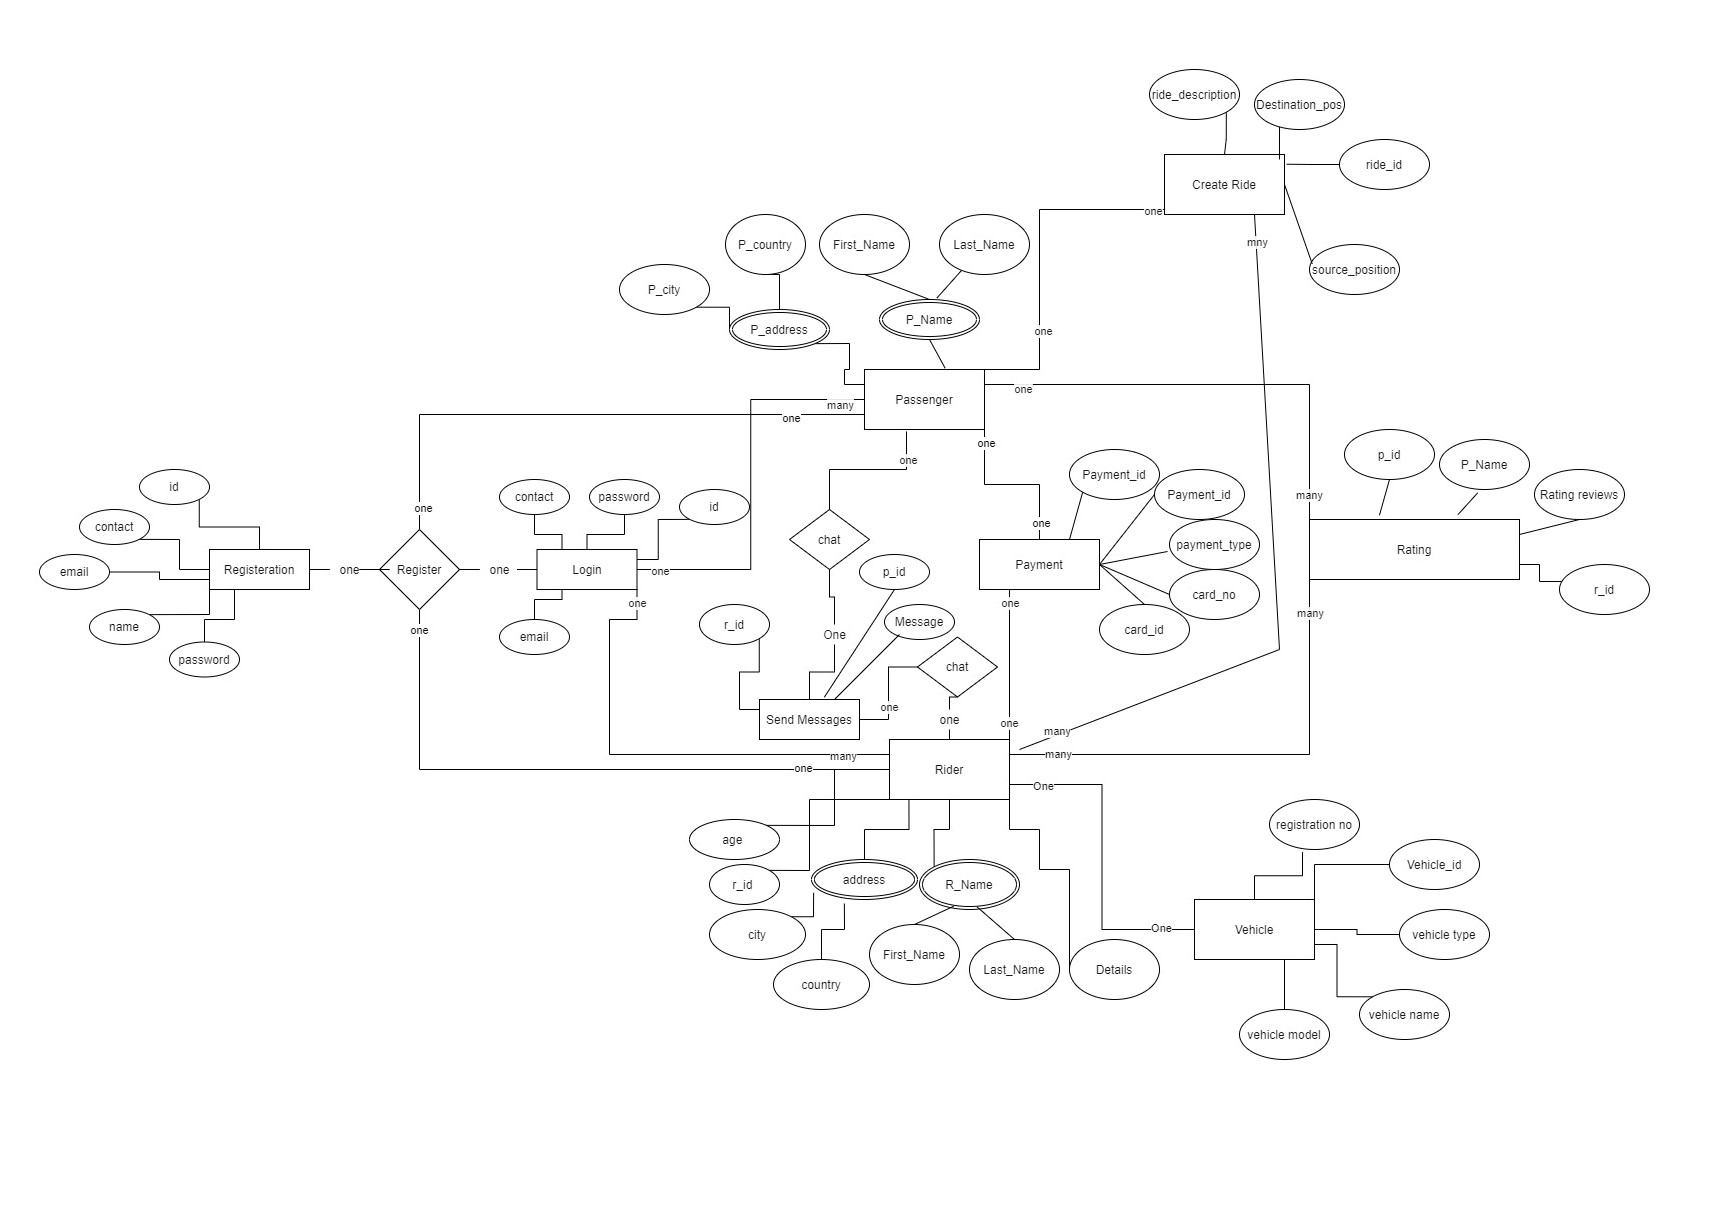 ride_description
Destination_pos
ride_id
Create Ride
one
mny
source_position
P_country
First_Name
Last_Name
P_city
P_address
P_Name
one
Passenger
one
many
one
one
one
p_id
P_Name
Rating reviews
many
Rating
r_id
many
id
contact
email
name
password
Registeration
one
one
Register
one
one
contact
password
id
Login
one
one
email
chat
One
p_id
Message
r_id
Send Messages
one
chat
one
Payment_id
Payment_id
payment_type
card_no
card_id
one
Payment
one
one
many
many
many
one
Rider
One
age
r_id
address
R_Name
city
country
First_Name
Last_Name
Details
registration no
Vehicle_id
One
Vehicle
vehicle type
vehicle name
vehicle model